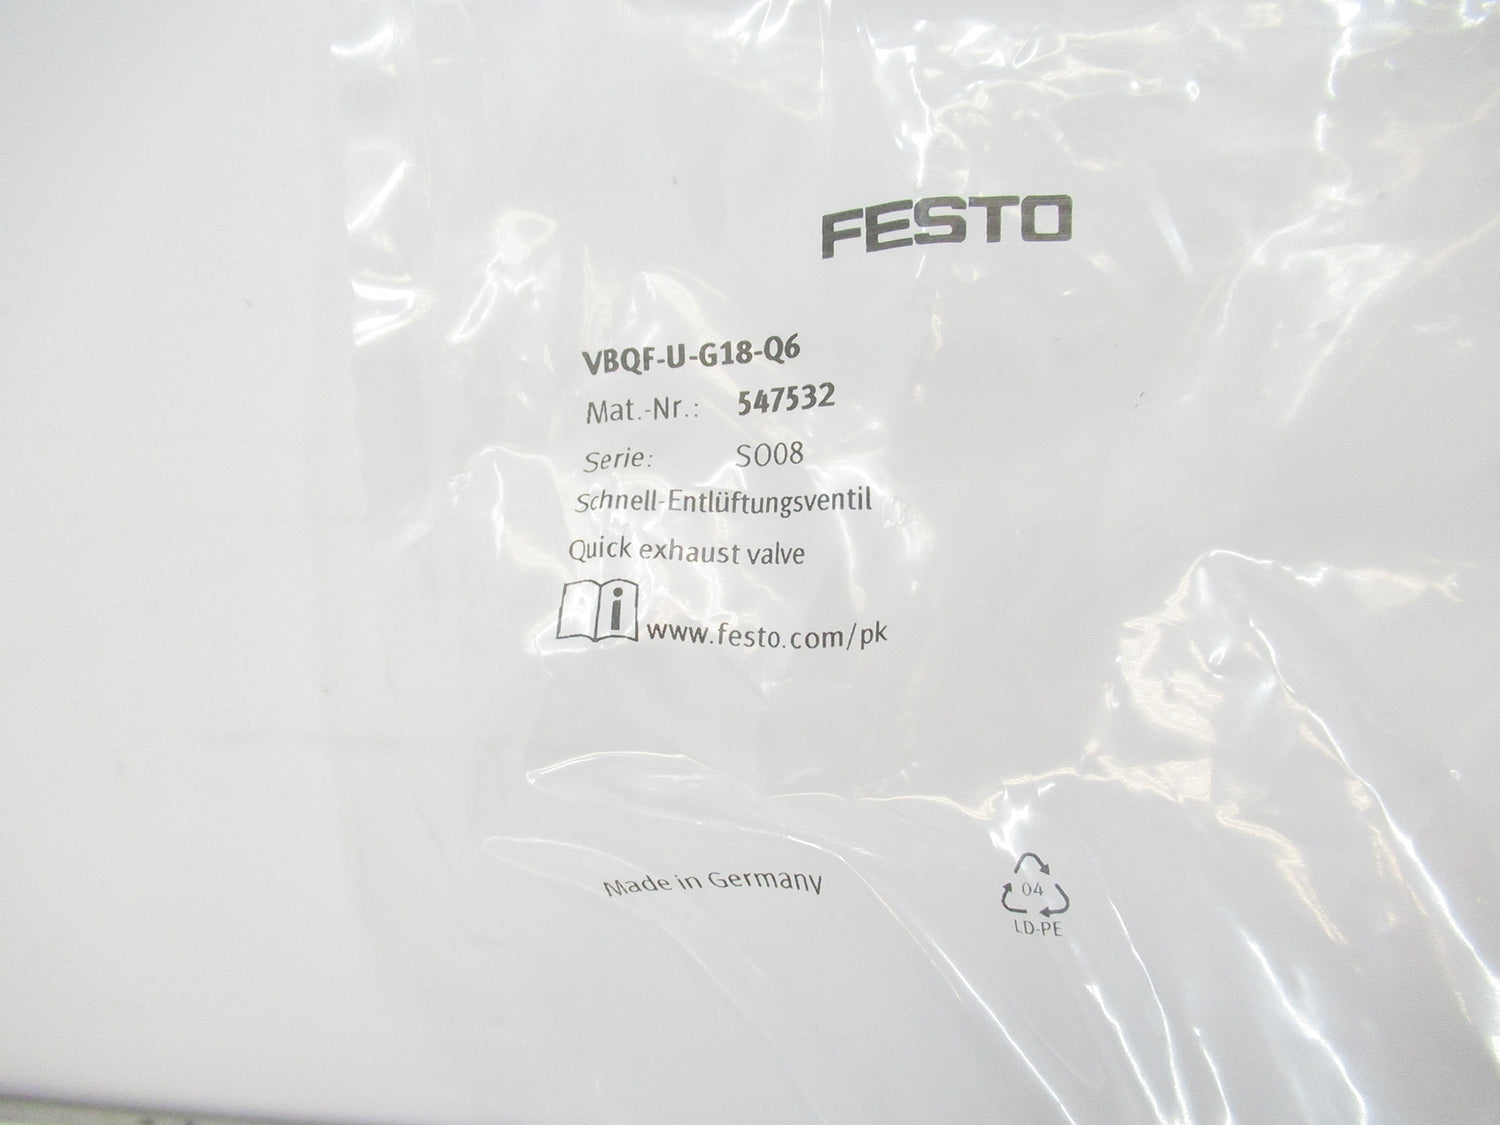 FESTO
VBQF-U-G18-Q6
Mat.-Nr.: 547532
Serie: SO08
Schnell-Entlüftungsventil
Quick exhaust valve
i www.festo.com/pk
Made in Germany
04
LD-PE